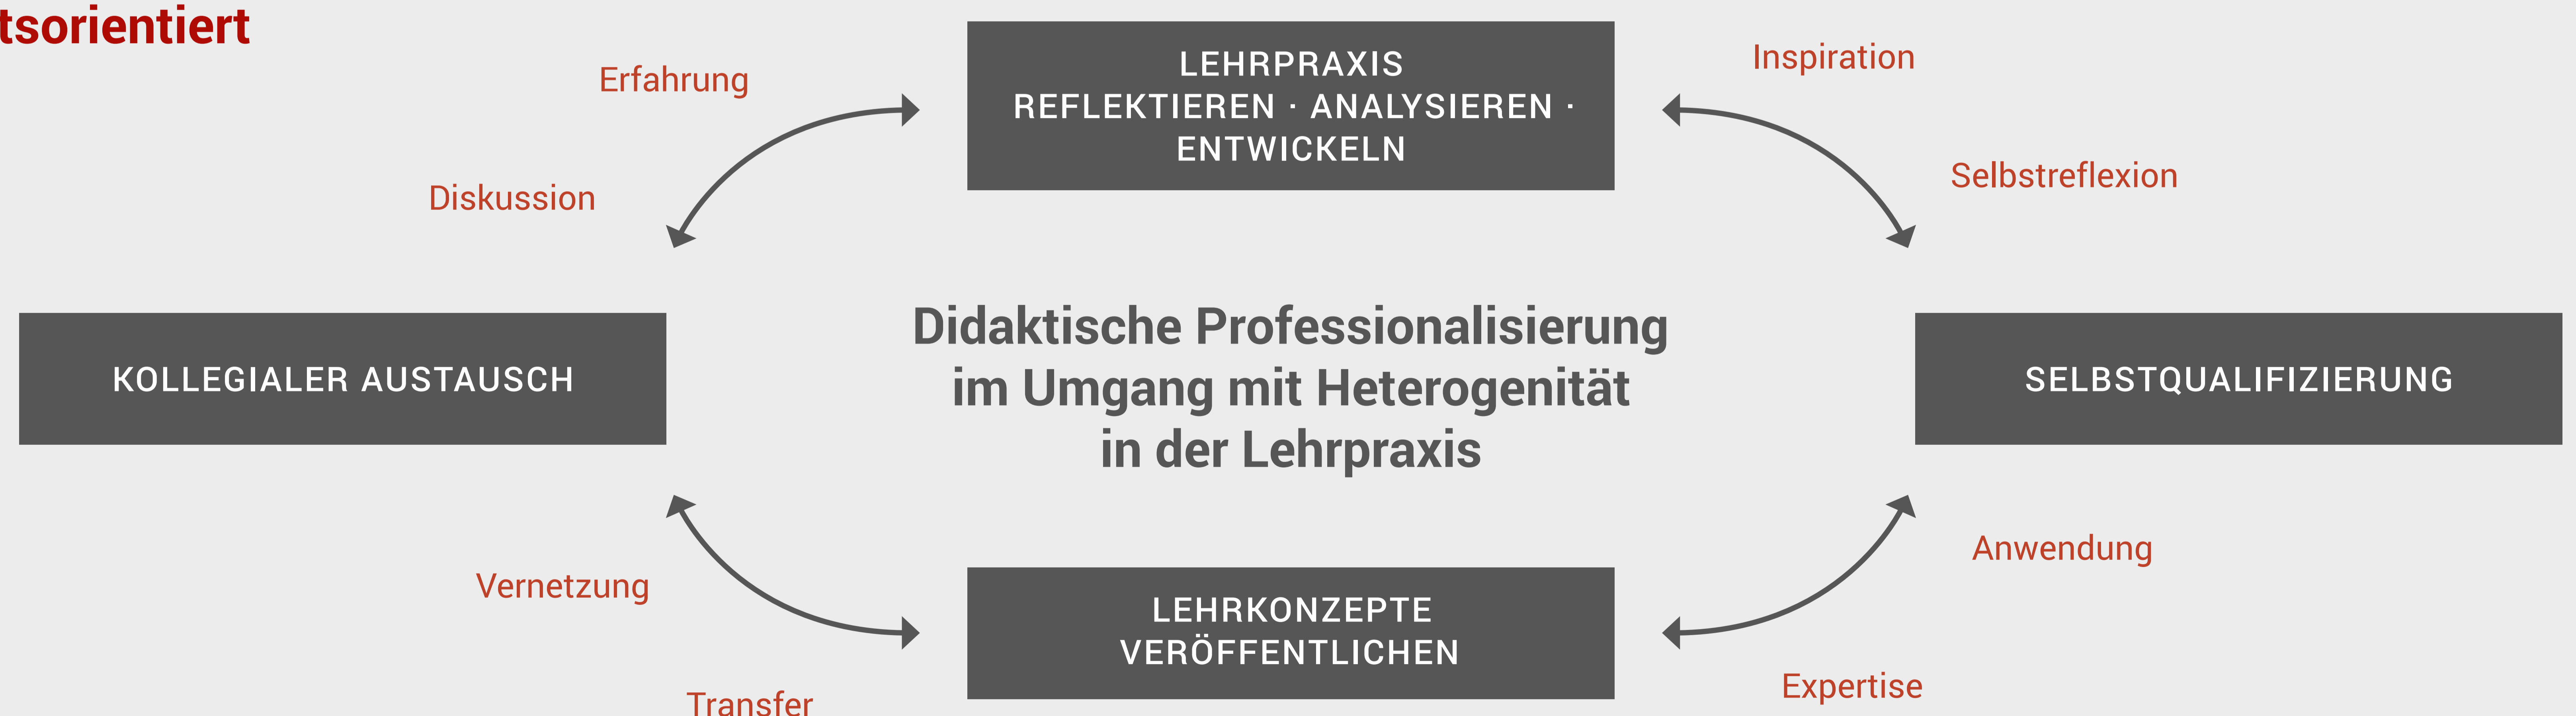 tsorientiert
Erfahrung
Diskussion
LEHRPRAXIS
REFLEKTIEREN · ANALYSIEREN ·
ENTWICKELN
Inspiration
Selbstreflexion
KOLLEGIALER AUSTAUSCH
Didaktische Professionalisierung
im Umgang mit Heterogenität
in der Lehrpraxis
SELBSTQUALIFIZIERUNG
Vernetzung
Transfer
LEHRKONZEPTE
VERÖFFENTLICHEN
Anwendung
Expertise